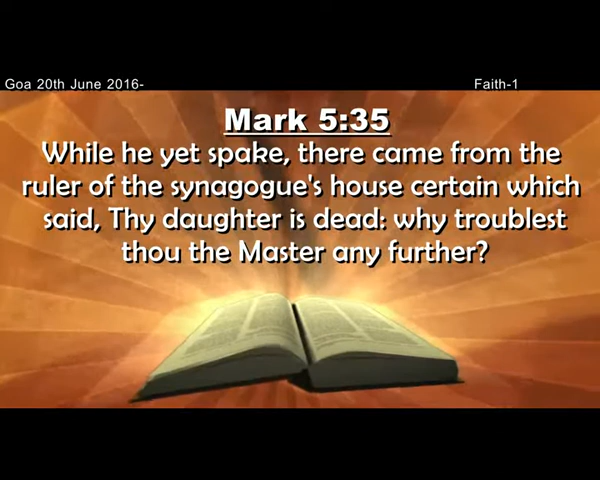 Goa 20th June 2016-
Faith-1
Mark 5:35
While he yet spake, there came from the
ruler of the synagogue's house certain which
said, Thy daughter is dead: why troublest
thou the Master any further?